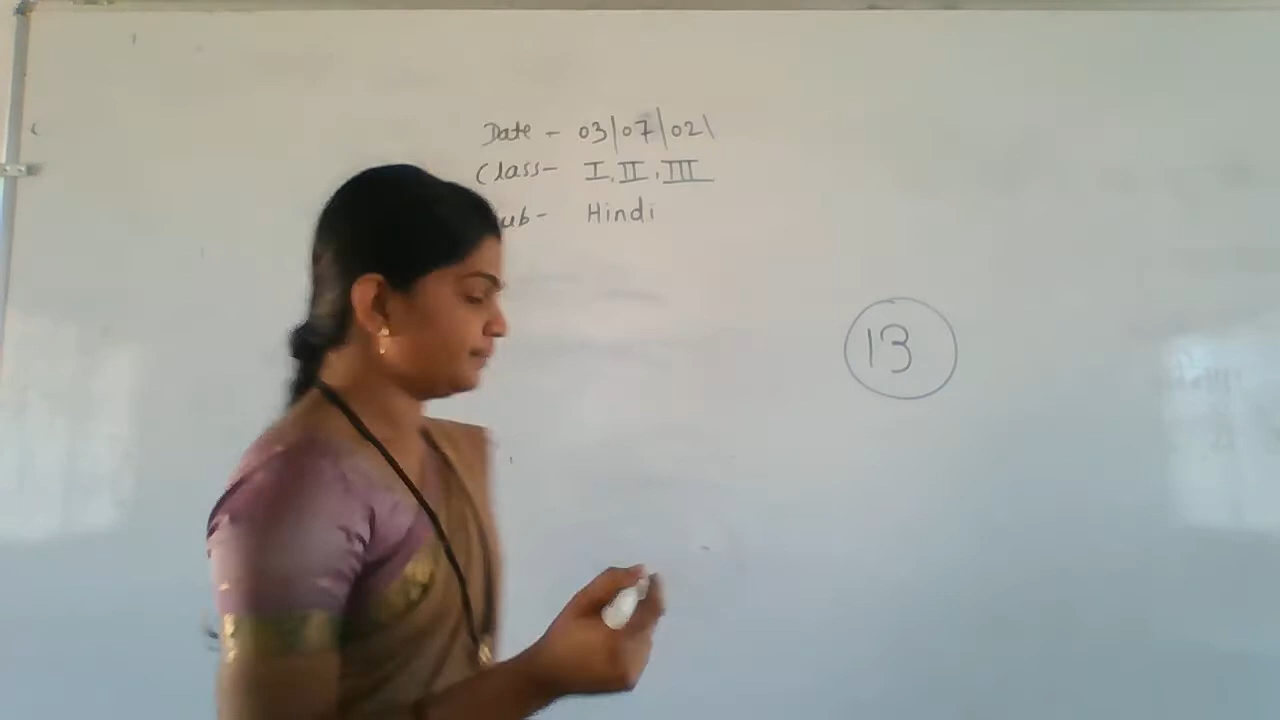 Date - 03/07/021
Class- I, II, III
ub- Hindi
13